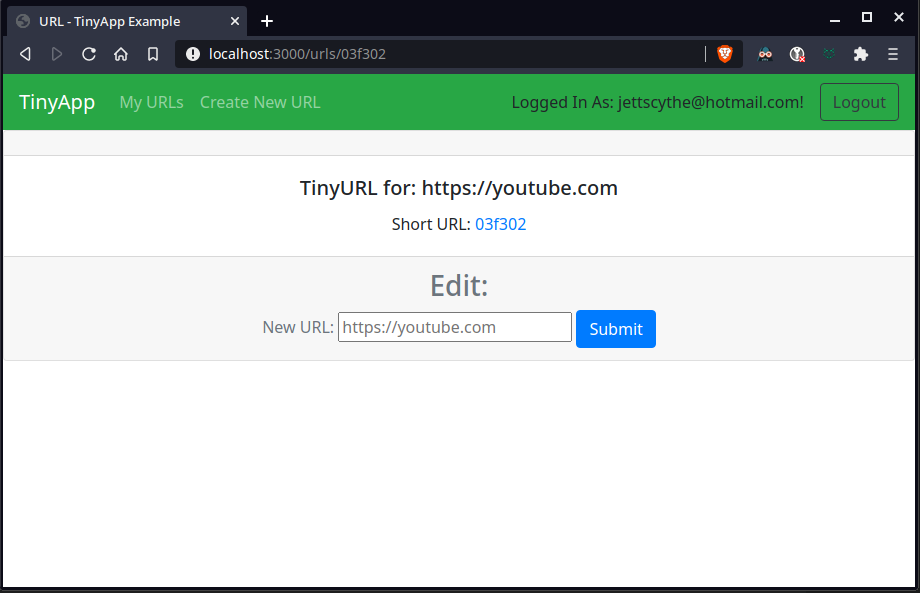 URL - TinyApp Example
localhost:3000/urls/03f302
TinyApp My URLs Create New URL Logged In As: jettscythe@hotmail.com! Logout
TinyURL for: https://youtube.com
Short URL: 03f302
Edit:
New URL: https://youtube.com Submit